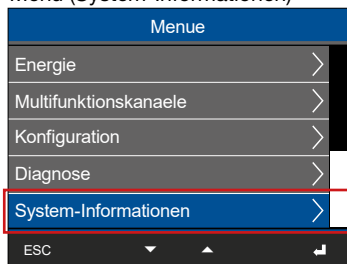 Menü (System-Informationen)
Menue
Energie
Multifunktionskanaele
Konfiguration
Diagnose
System-Informationen
ESC